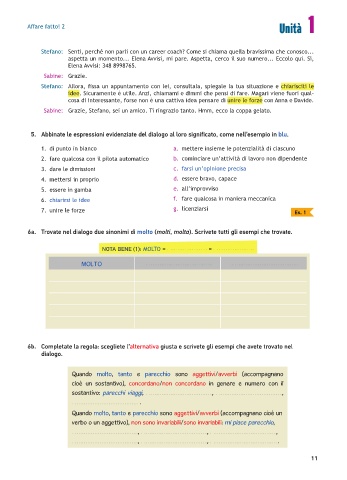 Affare fatto! 2
Unità 1
Stefano: Senti, perché non parli con un career coach? Come si chiama quella bravissima che conosco...
aspetta un momento... Elena Avvisi, mi pare. Aspetta, cerco il suo numero... Eccolo qui. Sì,
Elena Avvisi: 348 8998765.
Sabine: Grazie.
Stefano: Allora, fissa un appuntamento con lei, consultala, spiegale la tua situazione e chiarisciti le
idee. Sicuramente è utile. Anzi, chiamami e dimmi che pensi di fare. Magari viene fuori qual-
cosa di interessante, forse non è una cattiva idea pensare di unire le forze con Anna e Davide.
Sabine: Grazie, Stefano, sei un amico. Ti ringrazio tanto. Hmm, ecco la coppa gelato.
5. Abbinate le espressioni evidenziate del dialogo al loro significato, come nell'esempio in blu.
1. di punto in bianco
a. mettere insieme le potenzialità di ciascuno
2. fare qualcosa con il pilota automatico
b. cominciare un'attività di lavoro non dipendente
3. dare le dimissioni
c. farsi un'opinione precisa
4. mettersi in proprio
d. essere bravo, capace
5. essere in gamba
e. all'improvviso
6. chiarirsi le idee
f. fare qualcosa in maniera meccanica
7. unire le forze
g. licenziarsi
Es. 1
6a. Trovate nel dialogo due sinonimi di molto (molti, molta). Scrivete tutti gli esempi che trovate.
NOTA BENE (1): MOLTO = .................... = ....................
MOLTO
6b. Completate la regola: scegliete l'alternativa giusta e scrivete gli esempi che avete trovato nel
dialogo.
Quando molto, tanto e parecchio sono aggettivi/avverbi (accompagnano
cioè un sostantivo), concordano/non concordano in genere e numero con il
sostantivo: parecchi viaggi, ...................., ....................,
.....................
Quando molto, tanto e parecchio sono aggettivi/avverbi (accompagnano cioè un
verbo o un aggettivo), non sono invariabili/sono invariabili: mi piace parecchio,
...................., ...................., ....................,
...................., ...................., .....................
11